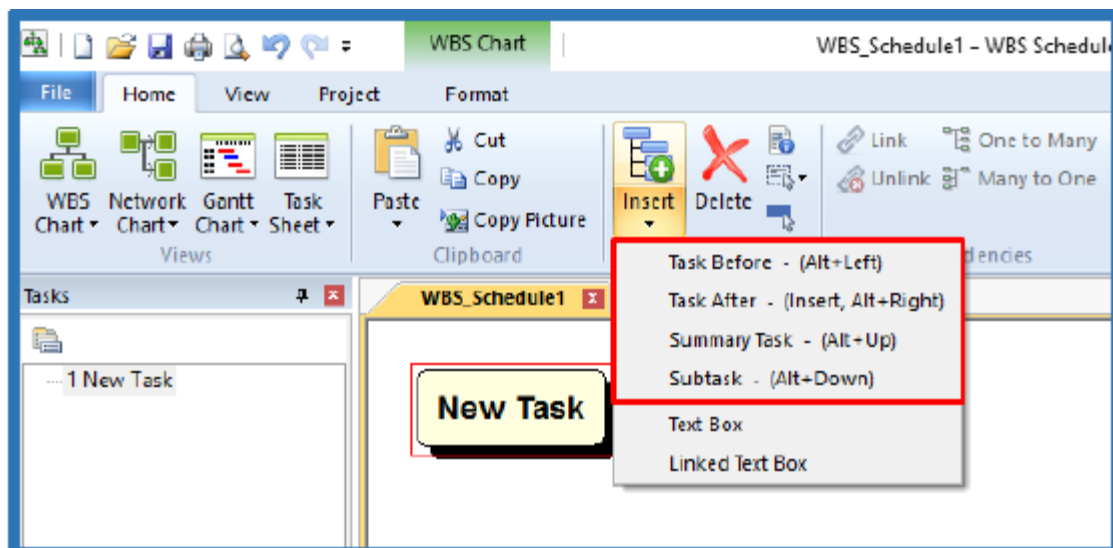 WBS Chart
WBS_Schedule1 – WBS Schedul
File Home View Project Format
WBS Chart
Network Chart
Gantt Chart
Task Sheet
Views
Paste
Cut
Copy
Copy Picture
Clipboard
Insert
Delete
Link
Unlink
One to Many
Many to One
dencies
Task Before - (Alt+Left)
Task After - (Insert, Alt+Right)
Summary Task - (Alt+Up)
Subtask - (Alt+Down)
Text Box
Linked Text Box
Tasks
1 New Task
WBS_Schedule1
New Task